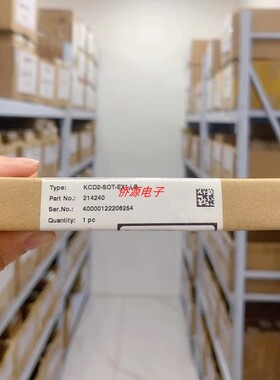 Type: KCD2-SOT-EX1.LB
侨源电子
Part No.: 214240
Ser.No.: 40000122208254
Quantity: 1 pc